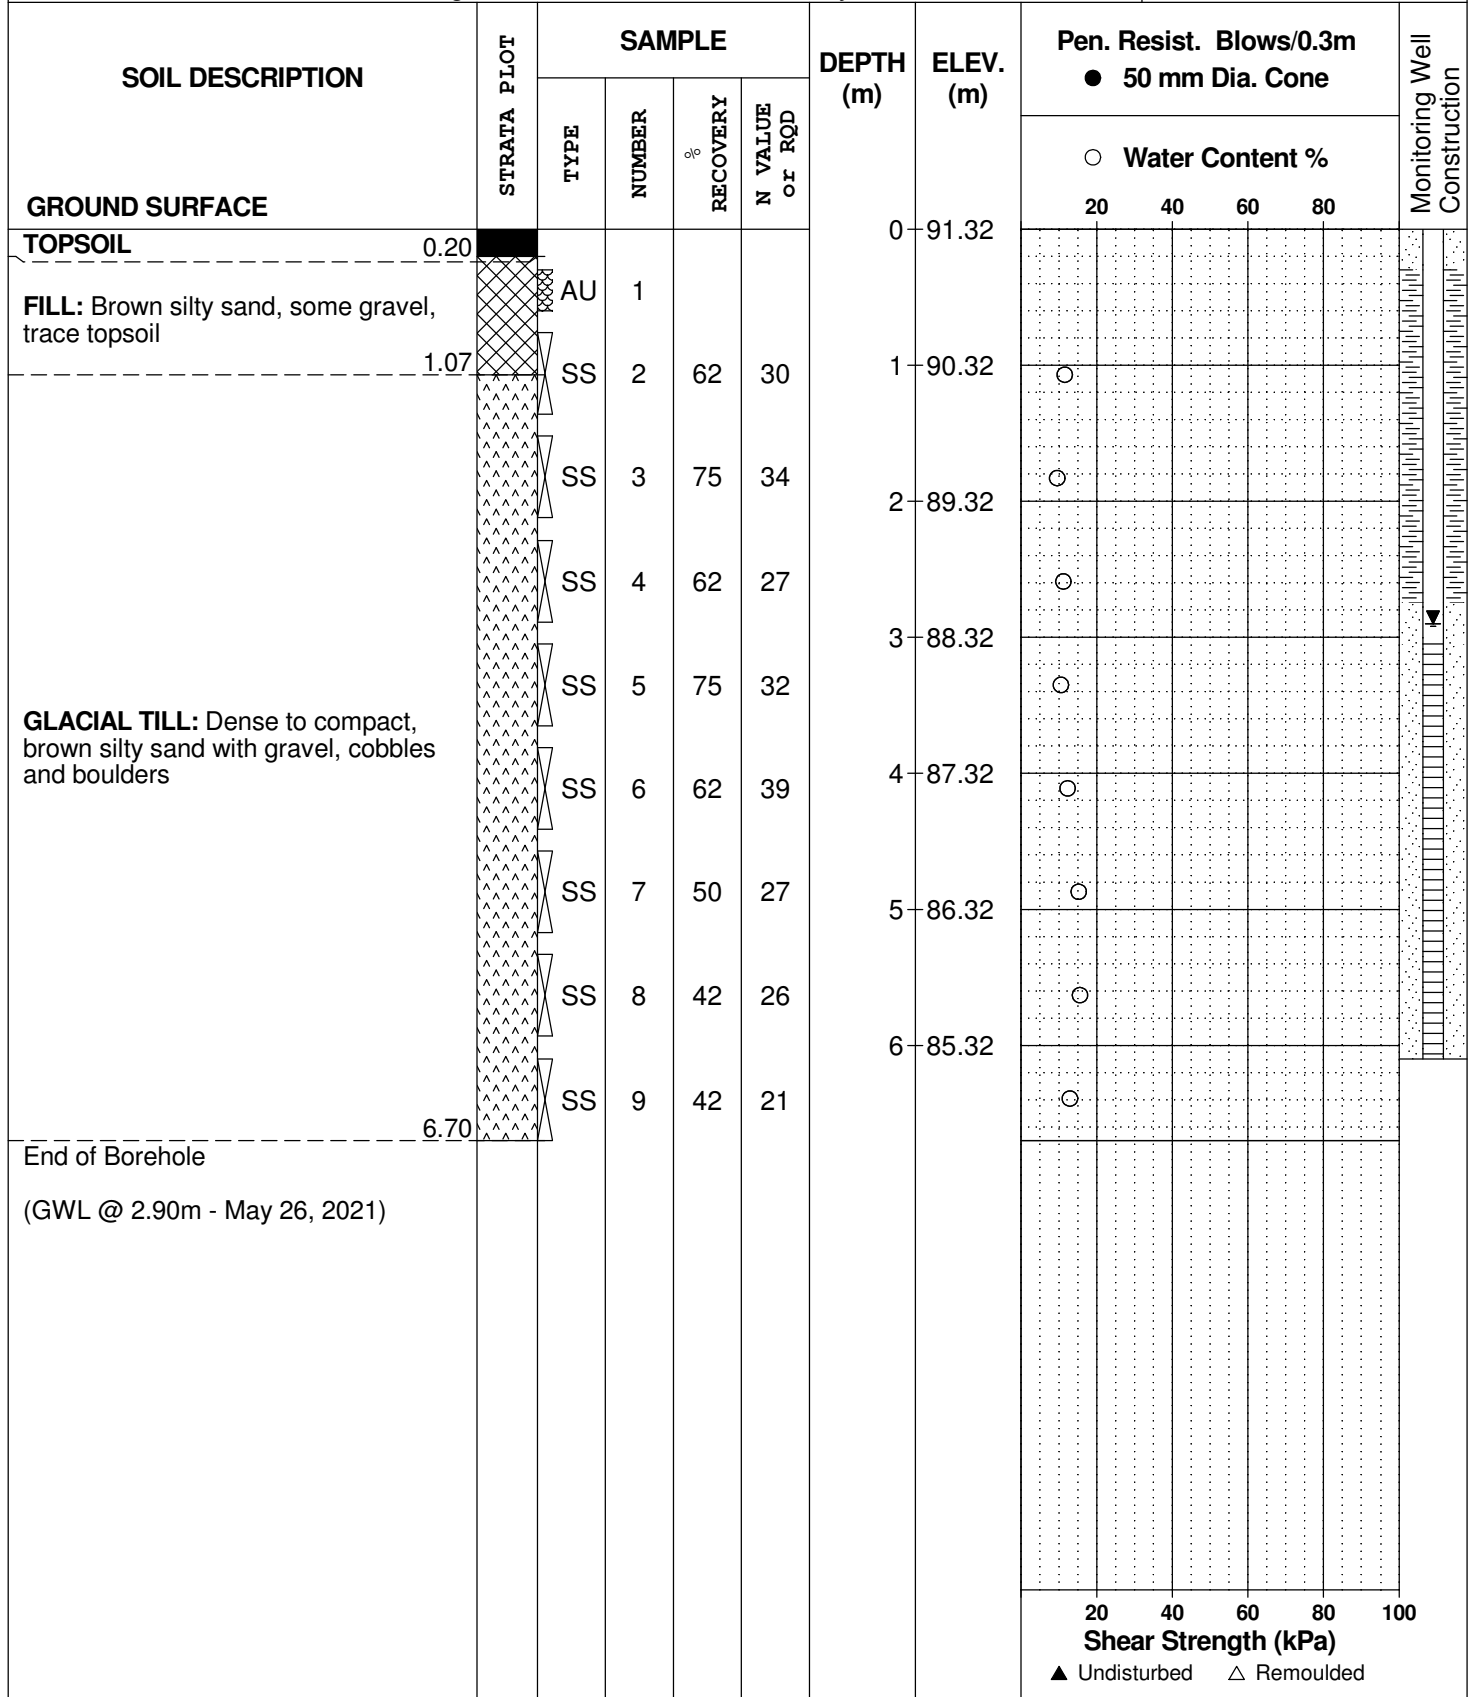 SOIL DESCRIPTION
GROUND SURFACE
STRATA PLOT
SAMPLE
TYPE
NUMBER
% RECOVERY
N VALUE or RQD
DEPTH (m)
ELEV. (m)
Pen. Resist. Blows/0.3m
● 50 mm Dia. Cone
○ Water Content %
20 40 60 80
Monitoring Well Construction
TOPSOIL 0.20
0 91.32
FILL: Brown silty sand, some gravel,
trace topsoil
1.07
AU 1
SS 2 62 30
1 90.32
SS 3 75 34
2 89.32
SS 4 62 27
3 88.32
SS 5 75 32
GLACIAL TILL: Dense to compact,
brown silty sand with gravel, cobbles
and boulders
4 87.32
SS 6 62 39
SS 7 50 27
5 86.32
SS 8 42 26
6 85.32
SS 9 42 21
6.70
End of Borehole
(GWL @ 2.90m - May 26, 2021)
20 40 60 80 100
Shear Strength (kPa)
▲ Undisturbed △ Remoulded